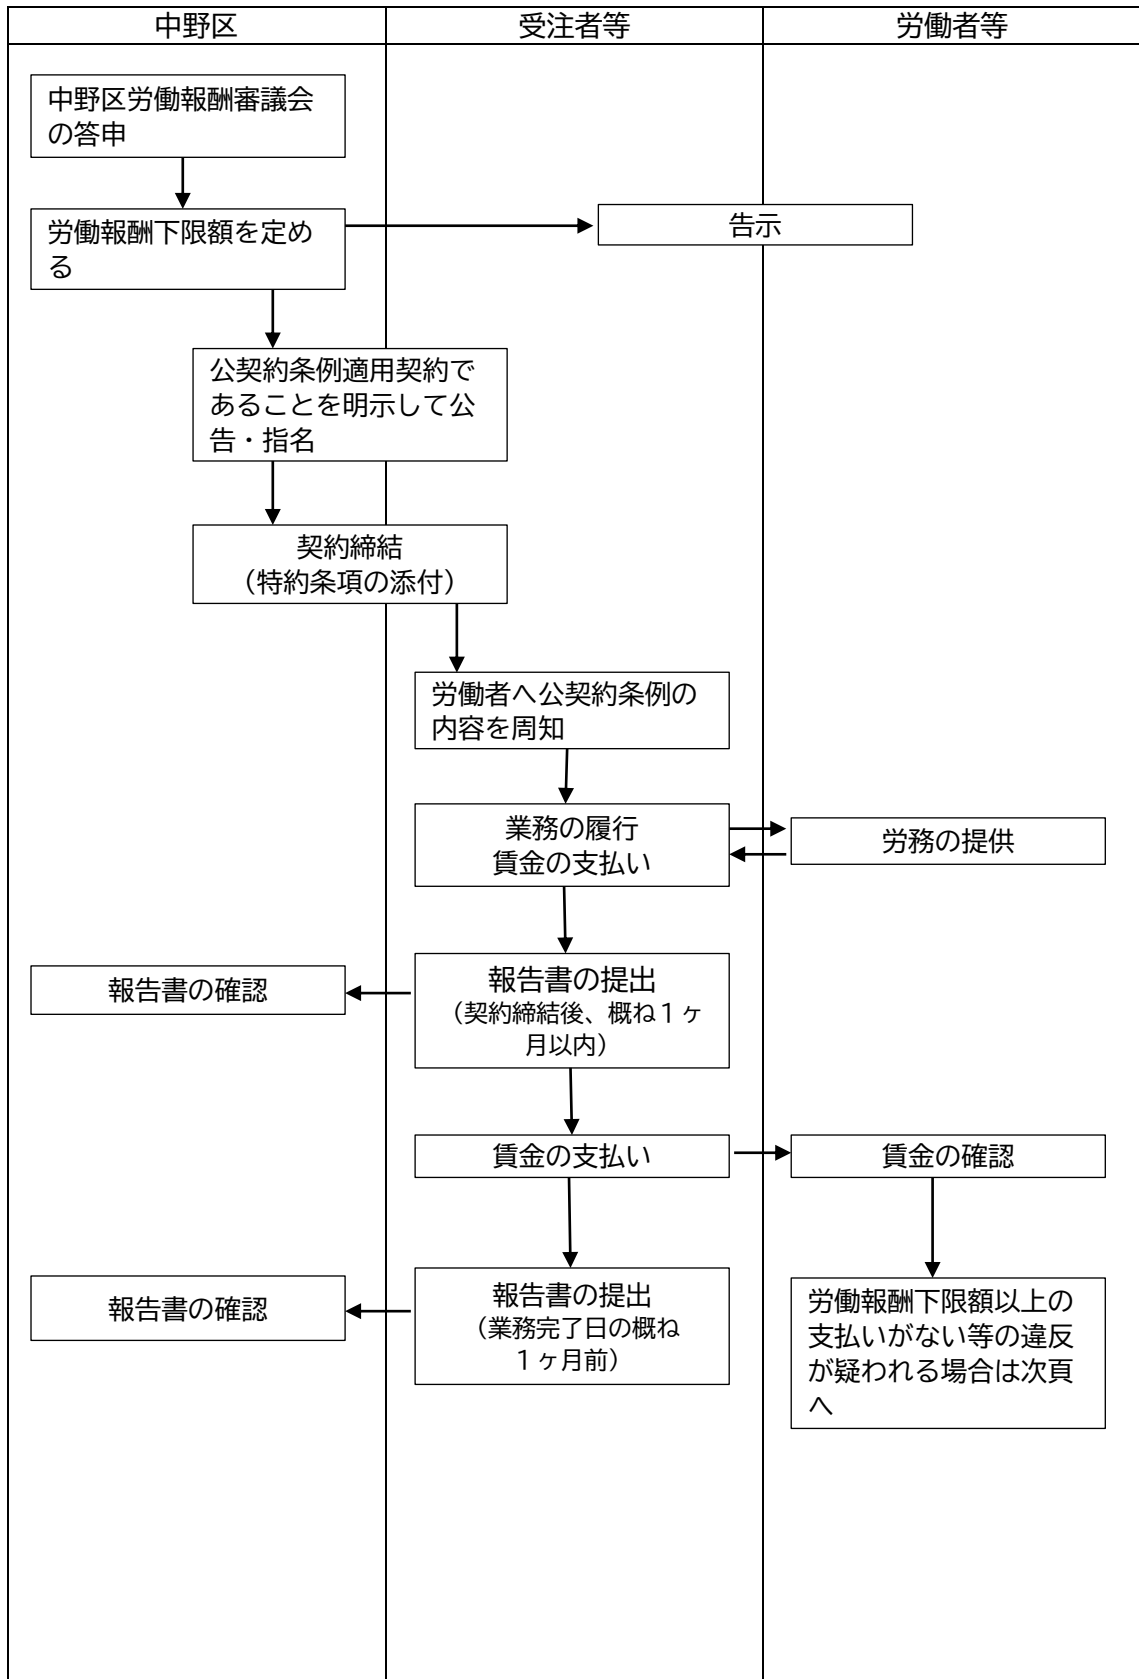 中野区
受注者等
労働者等
中野区労働報酬審議会
の答申
労働報酬下限額を定め
る
告示
公契約条例適用契約で
あることを明示して公
告・指名
契約締結
（特約条項の添付）
労働者へ公契約条例の
内容を周知
業務の履行
賃金の支払い
労務の提供
報告書の確認
報告書の提出
（契約締結後、概ね１ヶ
月以内）
賃金の支払い
賃金の確認
報告書の確認
報告書の提出
（業務完了日の概ね
１ヶ月前）
労働報酬下限額以上の
支払いがない等の違反
が疑われる場合は次頁
へ